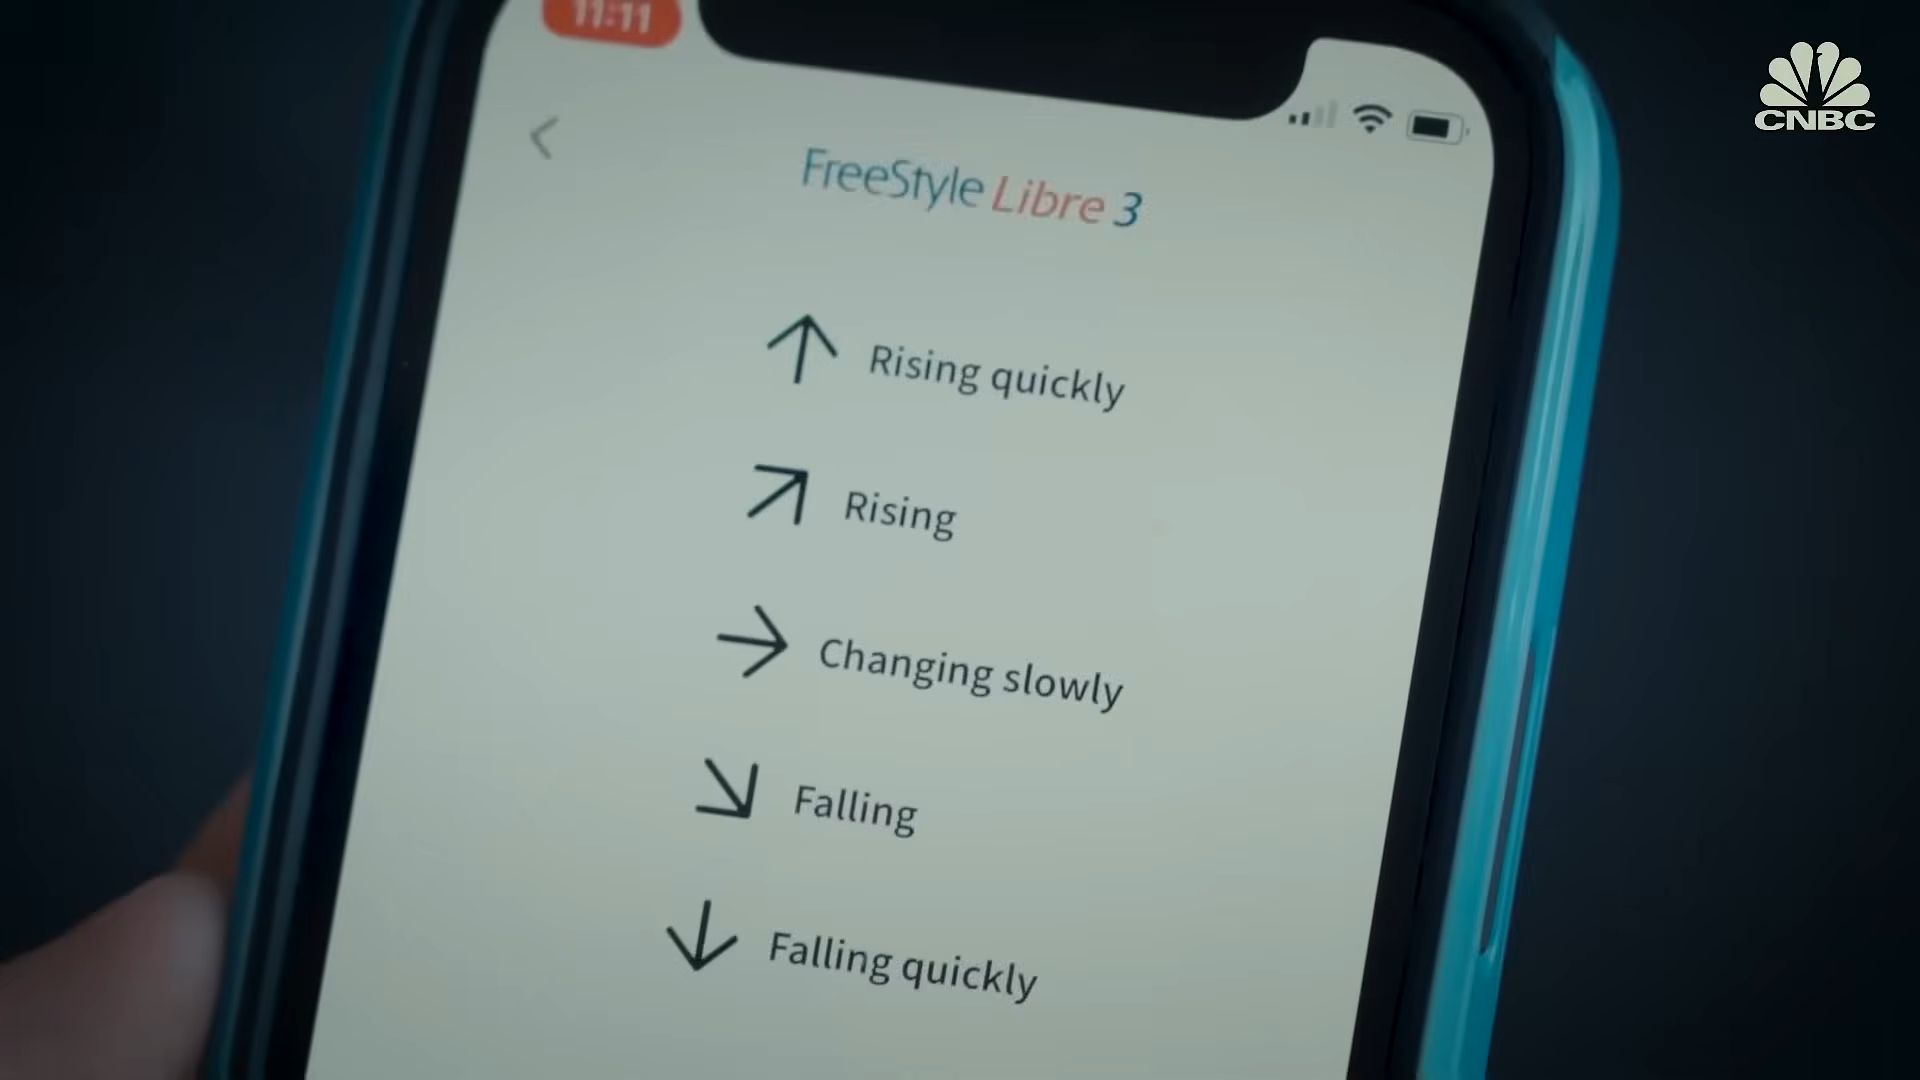 11:11
CNBC
FreeStyle Libre 3
Rising quickly
Rising
Changing slowly
Falling
Falling quickly